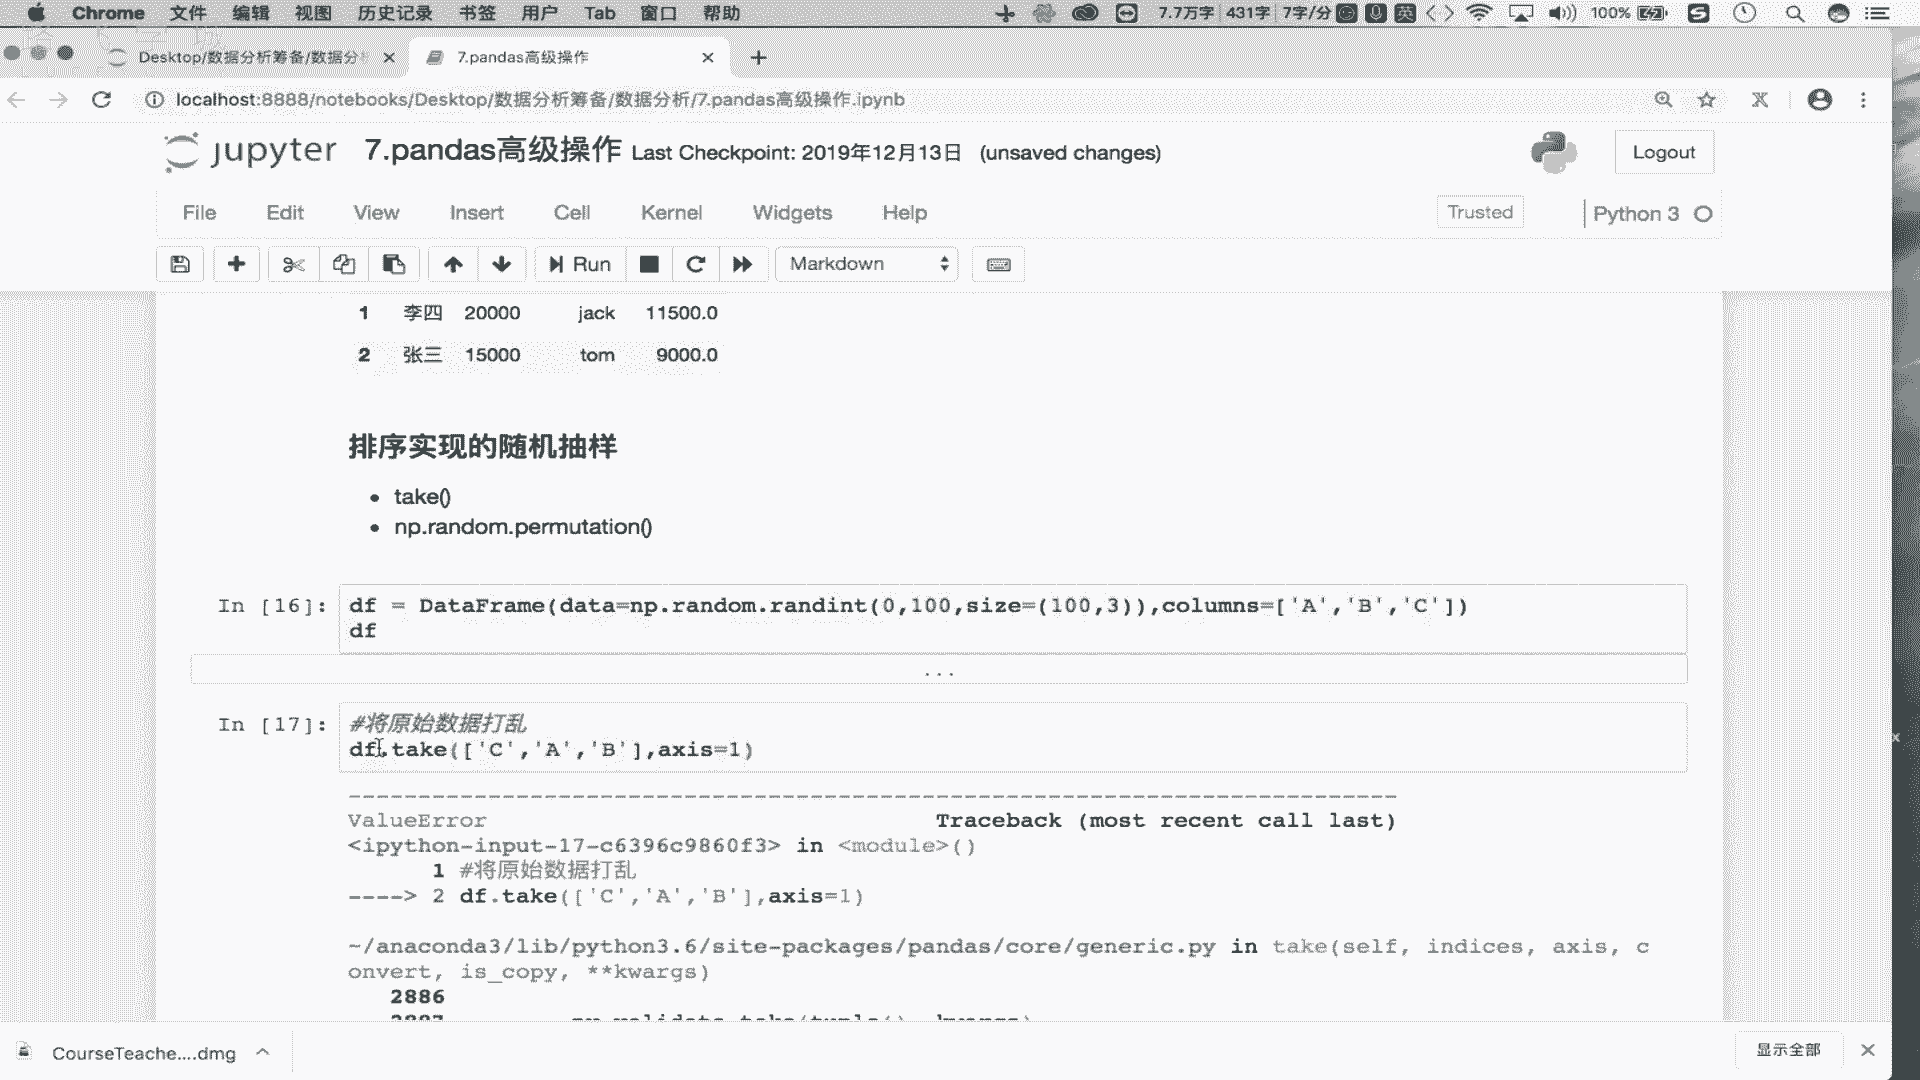 Chrome 文件 编辑 视图 历史记录 书签 用户 Tab 窗口 帮助 7.7万字 431字 7字/分 英 100%
Desktop/数据分析筹备/数据分 7.pandas高级操作
localhost:8888/notebooks/Desktop/数据分析筹备/数据分析/7.pandas高级操作.ipynb
jupyter 7.pandas高级操作 Last Checkpoint: 2019年12月13日 (unsaved changes) Logout
File Edit View Insert Cell Kernel Widgets Help Trusted Python 3
Run Markdown
1 李四 20000 jack 11500.0
2 张三 15000 tom 9000.0
排序实现的随机抽样
• take()
• np.random.permutation()
In [16]: df = DataFrame(data=np.random.randint(0,100,size=(100,3)),columns=['A','B','C'])
df
...
In [17]: #将原始数据打乱
df.take(['C','A','B'],axis=1)
---------------------------------------------------------------------------
ValueError Traceback (most recent call last)
<ipython-input-17-c6396c9860f3> in <module>()
1 #将原始数据打乱
----> 2 df.take(['C','A','B'],axis=1)
~/anaconda3/lib/python3.6/site-packages/pandas/core/generic.py in take(self, indices, axis, c
onvert, is_copy, **kwargs)
2886
CourseTeache....dmg 显示全部